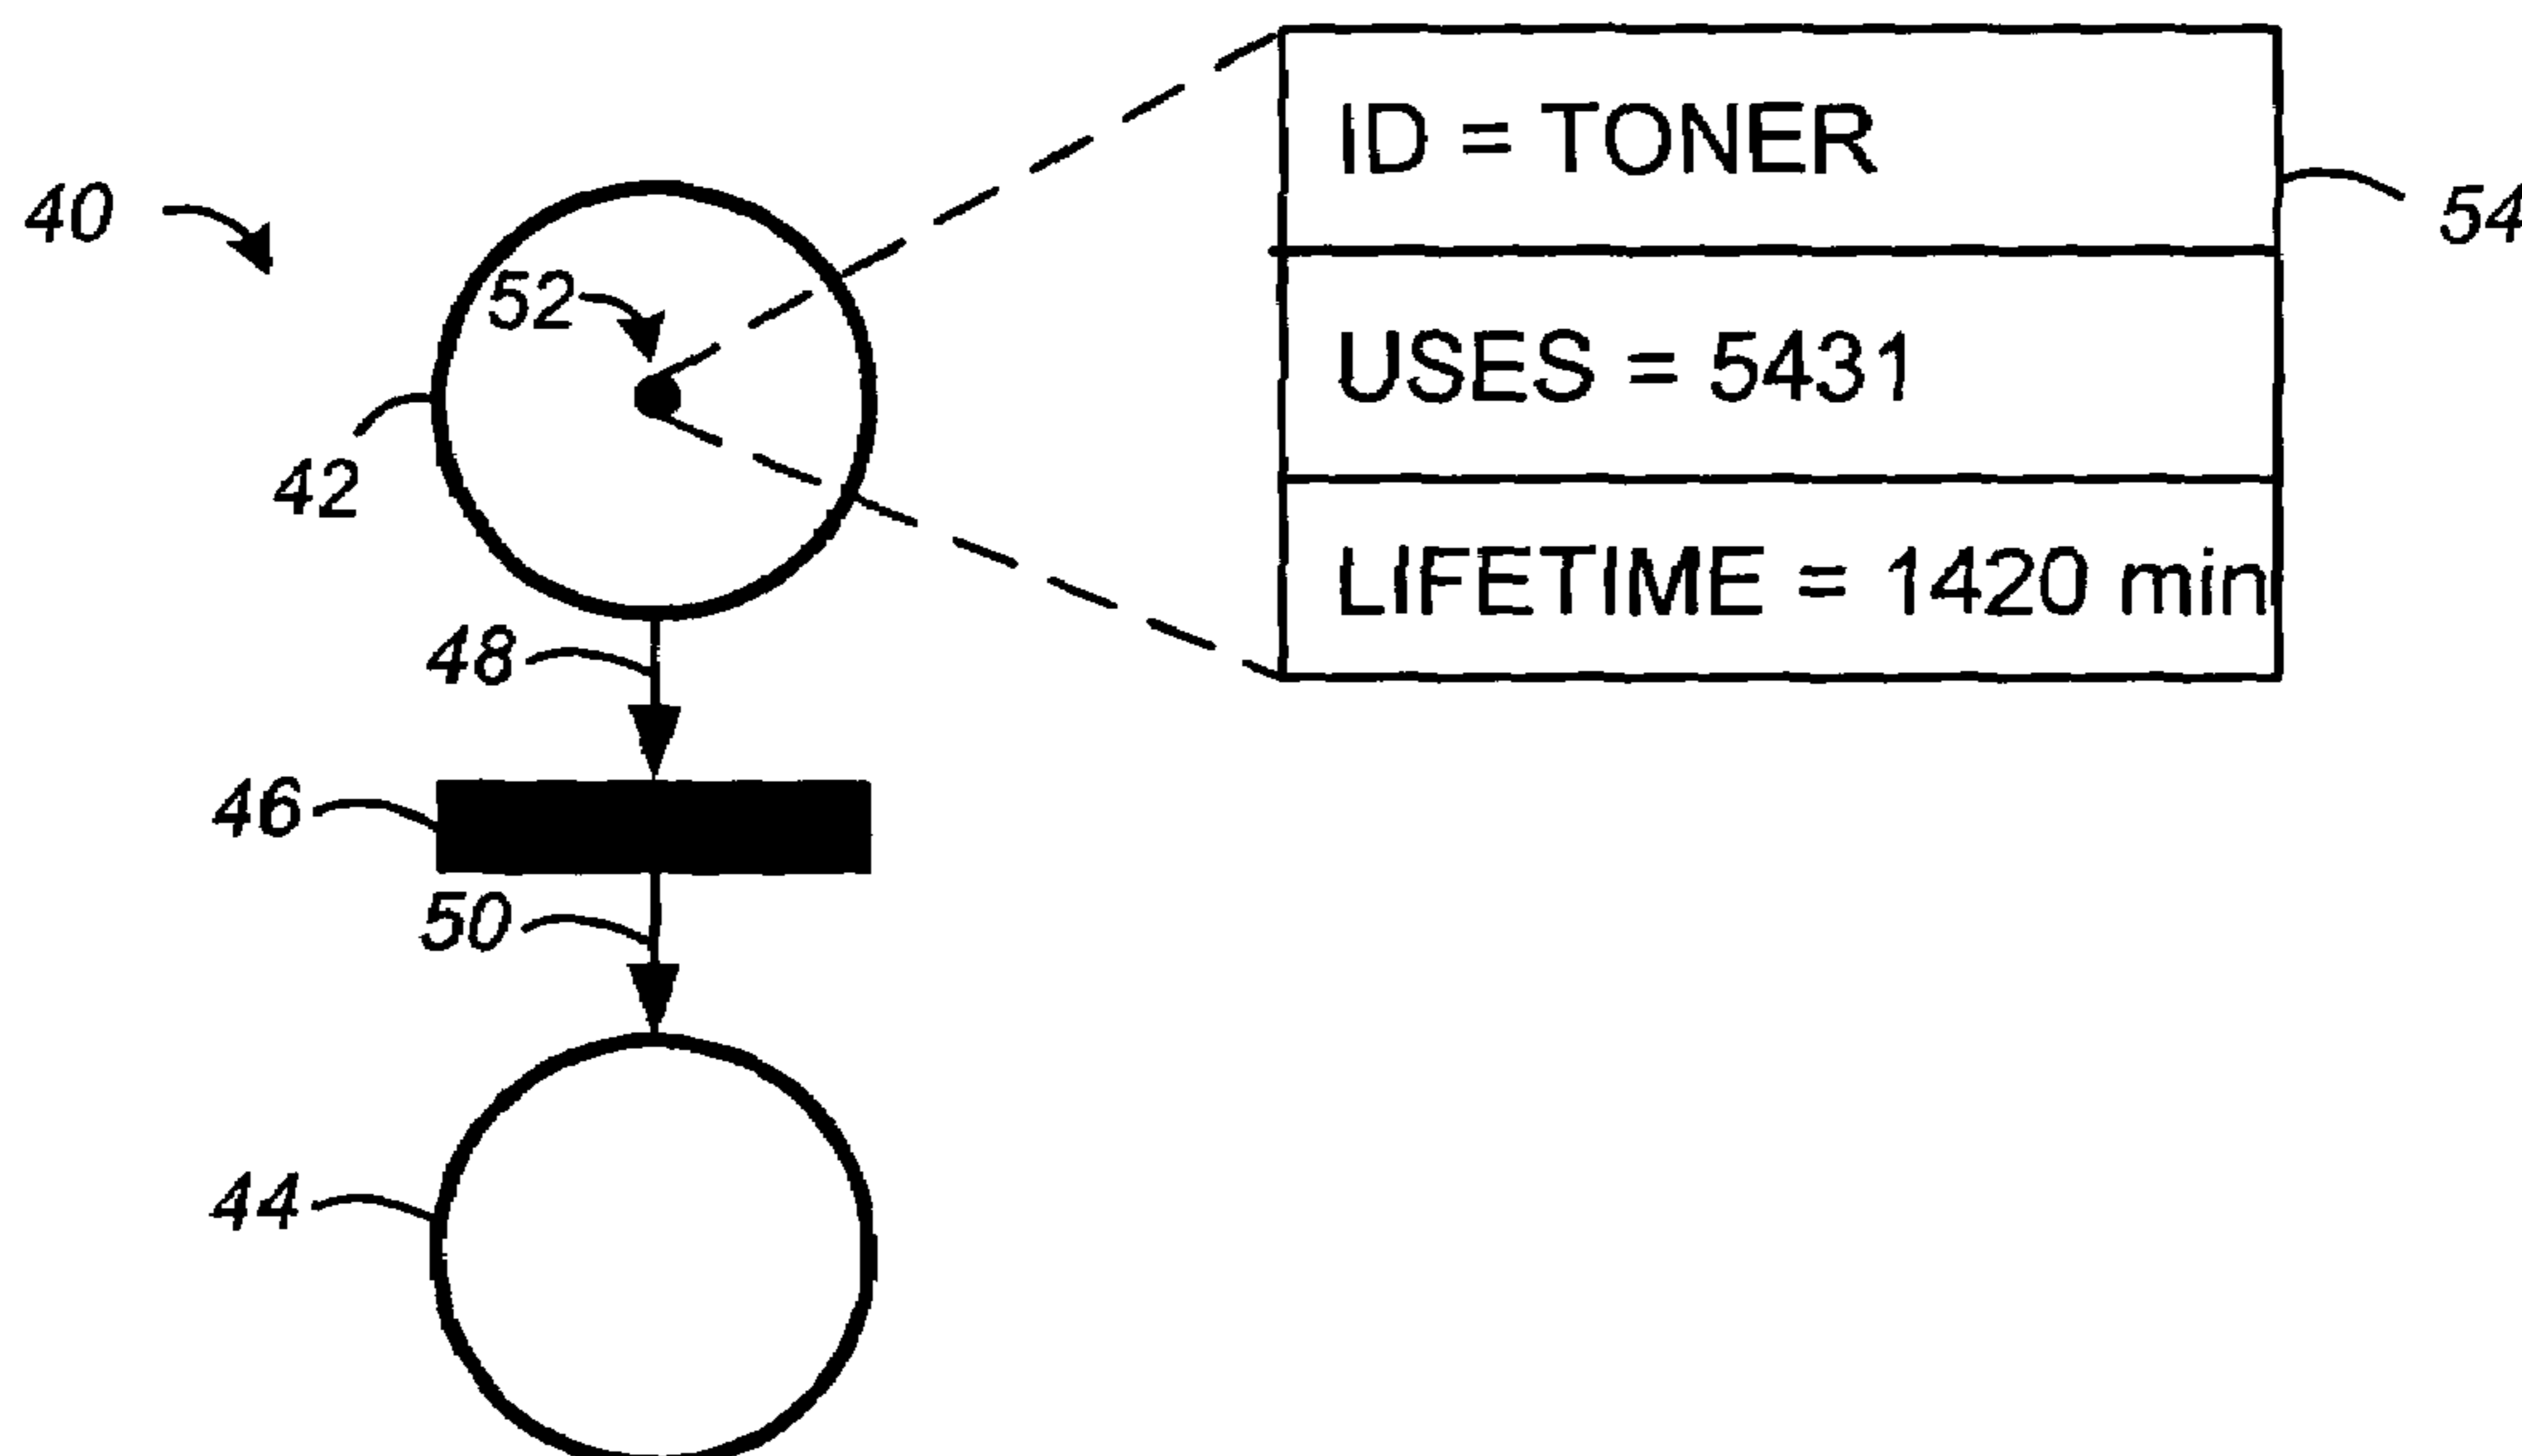 ID = TONER
40
54
52
USES = 5431
42
LIFETIME = 1420 min
48
46
50
44